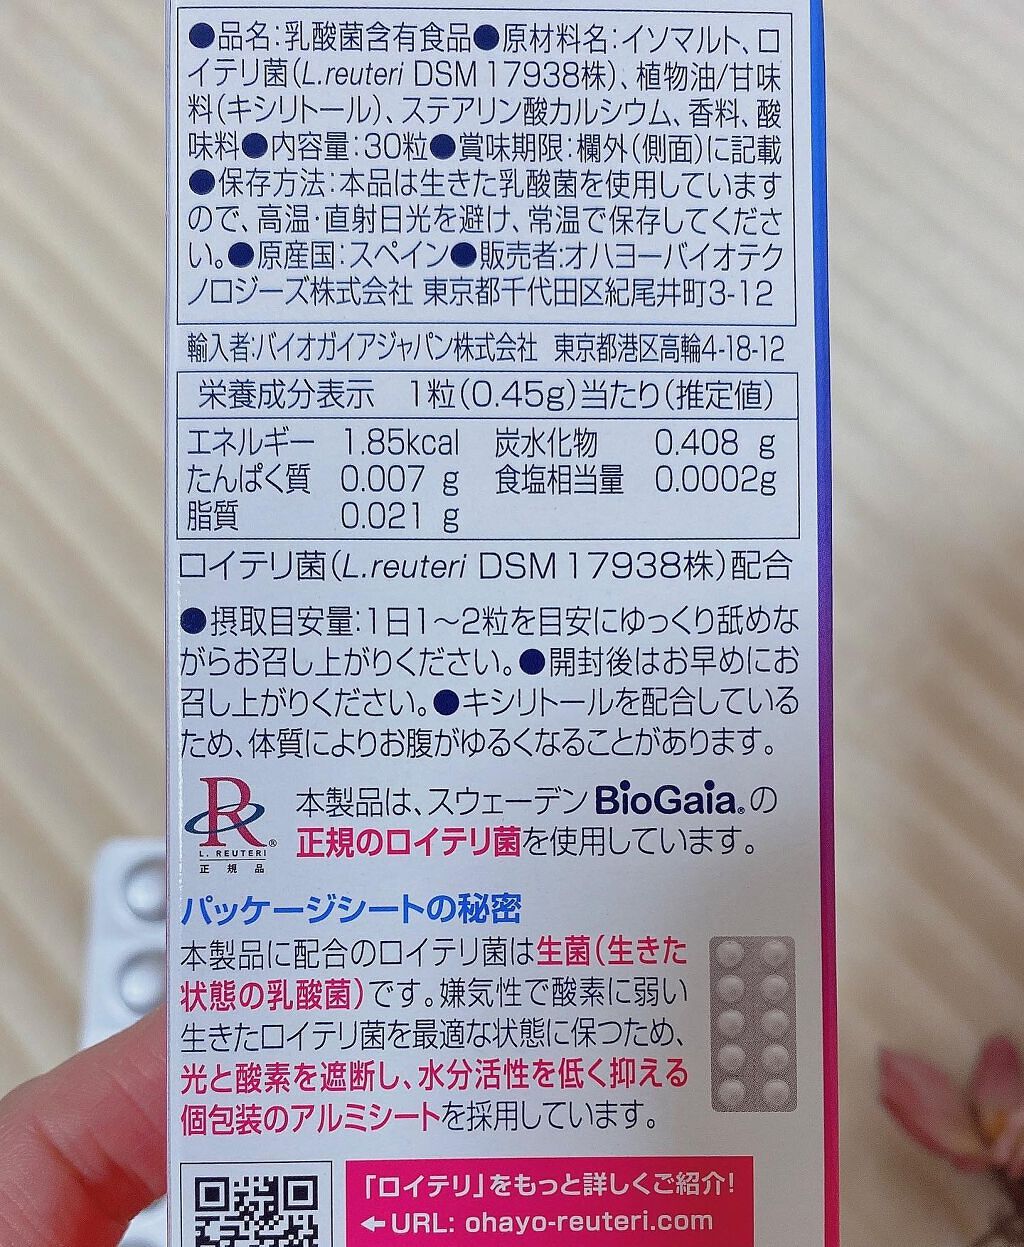 ●品名:乳酸菌含有食品●原材料名:イソマルト、ロ
イテリ菌(L.reuteri DSM 17938株)、植物油/甘味
料(キシリトール)、ステアリン酸カルシウム、香料、酸
味料●内容量:30粒●賞味期限:欄外(側面)に記載
●保存方法:本品は生きた乳酸菌を使用しています
ので、高温·直射日光を避け、常温で保存してくださ
い。●原産国:スペイン●販売者:オハヨーバイオテク
ノロジーズ株式会社 東京都千代田区紀尾井町3-12
輸入者:バイオガイアジャパン株式会社 東京都港区高輪4-18-12
栄養成分表示 1粒(0.45g)当たり(推定値)
エネルギー 1.85kcal 炭水化物 0.408 g
たんぱく質 0.007 g 食塩相当量 0.0002g
脂質 0.021 g
ロイテリ菌(L.reuteri DSM 17938株)配合
●摂取目安量:1日1~2粒を目安にゆっくり舐めな
がらお召し上がりください。●開封後はお早めにお
召し上がりください。●キシリトールを配合している
ため、体質によりお腹がゆるくなることがあります。
R®
L. REUTERI
正規品
本製品は、スウェーデンBioGaia®の
正規のロイテリ菌を使用しています。
パッケージシートの秘密
本製品に配合のロイテリ菌は生菌(生きた
状態の乳酸菌)です。嫌気性で酸素に弱い
生きたロイテリ菌を最適な状態に保つため、
光と酸素を遮断し、水分活性を低く抑える
個包装のアルミシートを採用しています。
「ロイテリ」をもっと詳しくご紹介!
←URL: ohayo-reuteri.com